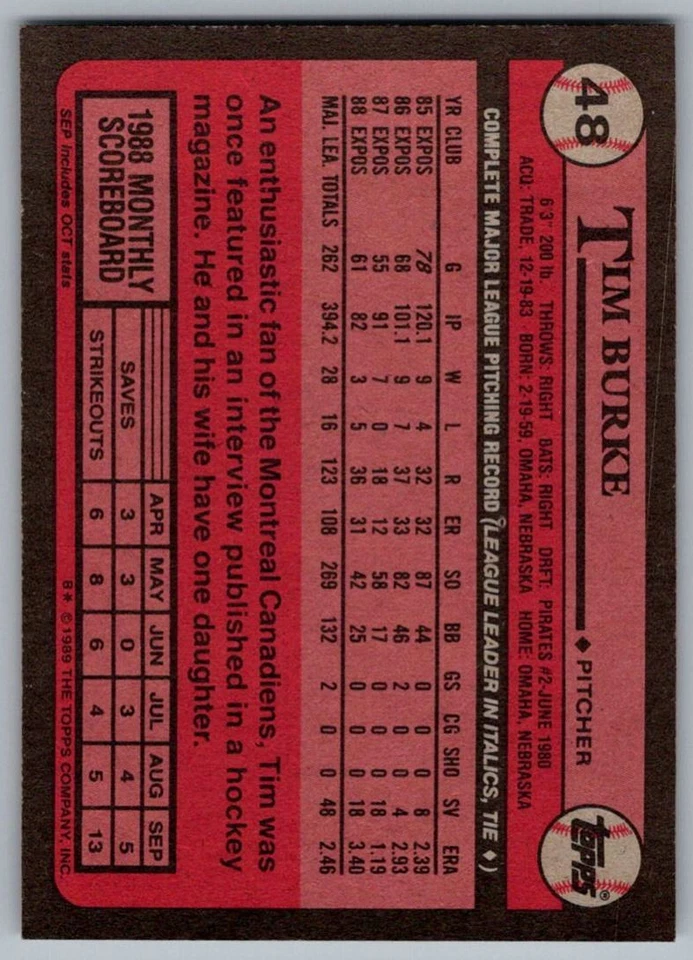 48
TIM BURKE
♦ PITCHER
topps®
6'3" 200 lb. THROWS: RIGHT BATS: RIGHT DRFT: PIRATES #2-JUNE 1980
ACQ: TRADE, 12-19-83 BORN: 2-19-59, OMAHA, NEBRASKA HOME: OMAHA, NEBRASKA
COMPLETE MAJOR LEAGUE PITCHING RECORD (LEAGUE LEADER IN ITALICS, TIE ♦)
YR CLUB G IP W L R ER SO BB GS CG SHO SV ERA
85 EXPOS 78 120.1 9 4 32 32 87 44 0 0 0 8 2.39
86 EXPOS 68 101.1 9 7 37 33 82 46 2 0 0 4 2.93
87 EXPOS 55 91 7 0 18 12 58 17 0 0 0 18 1.19
88 EXPOS 61 82 3 5 36 31 42 25 0 0 0 18 3.40
MAJ. LEA. TOTALS 262 394.2 28 16 123 108 269 132 2 0 0 48 2.46
An enthusiastic fan of the Montreal Canadiens, Tim was
once featured in an interview published in a hockey
magazine. He and his wife have one daughter.
1988 MONTHLY
SCOREBOARD
APR MAY JUN JUL AUG SEP
SAVES 3 3 0 3 4 5
STRIKEOUTS 6 8 6 4 5 13
SEP includes OCT stats.
B* © 1989 THE TOPPS COMPANY, INC.